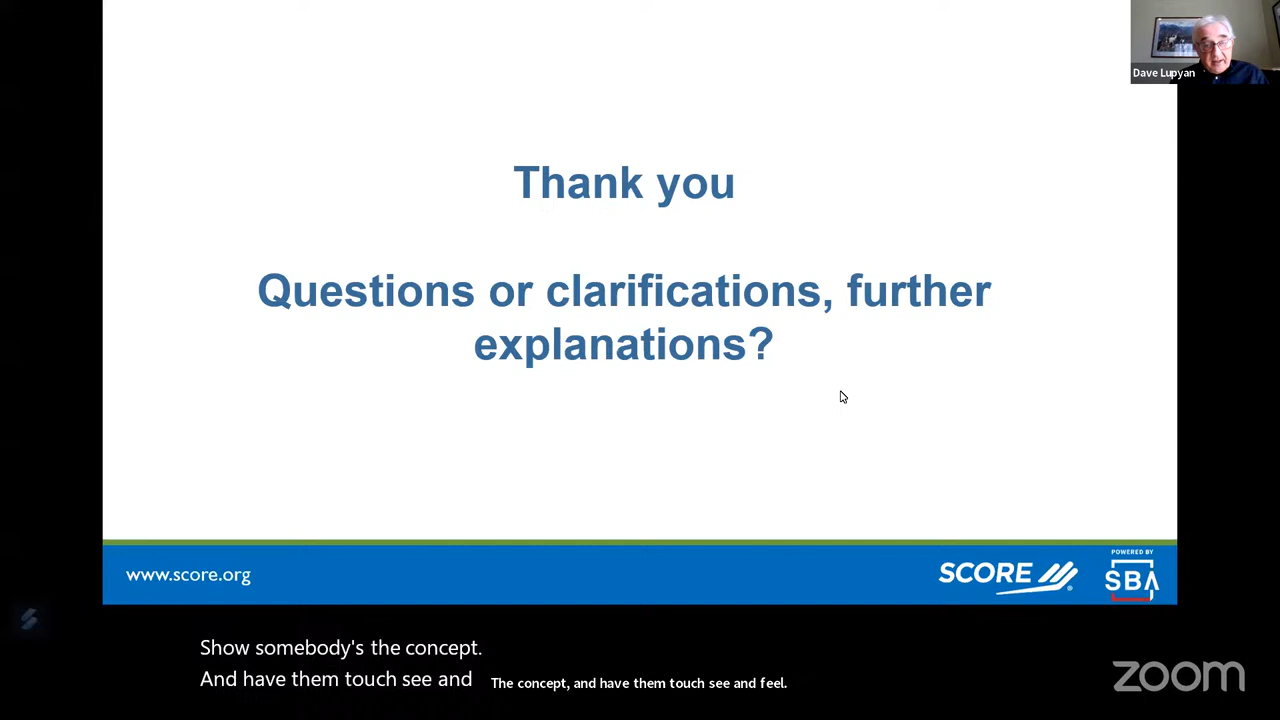 Dave Lupyan
Thank you
Questions or clarifications, further
explanations?
www.score.org
SCORE
®
POWERED BY
SBA
Show somebody's the concept.
And have them touch see and
The concept, and have them touch see and feel.
zoom